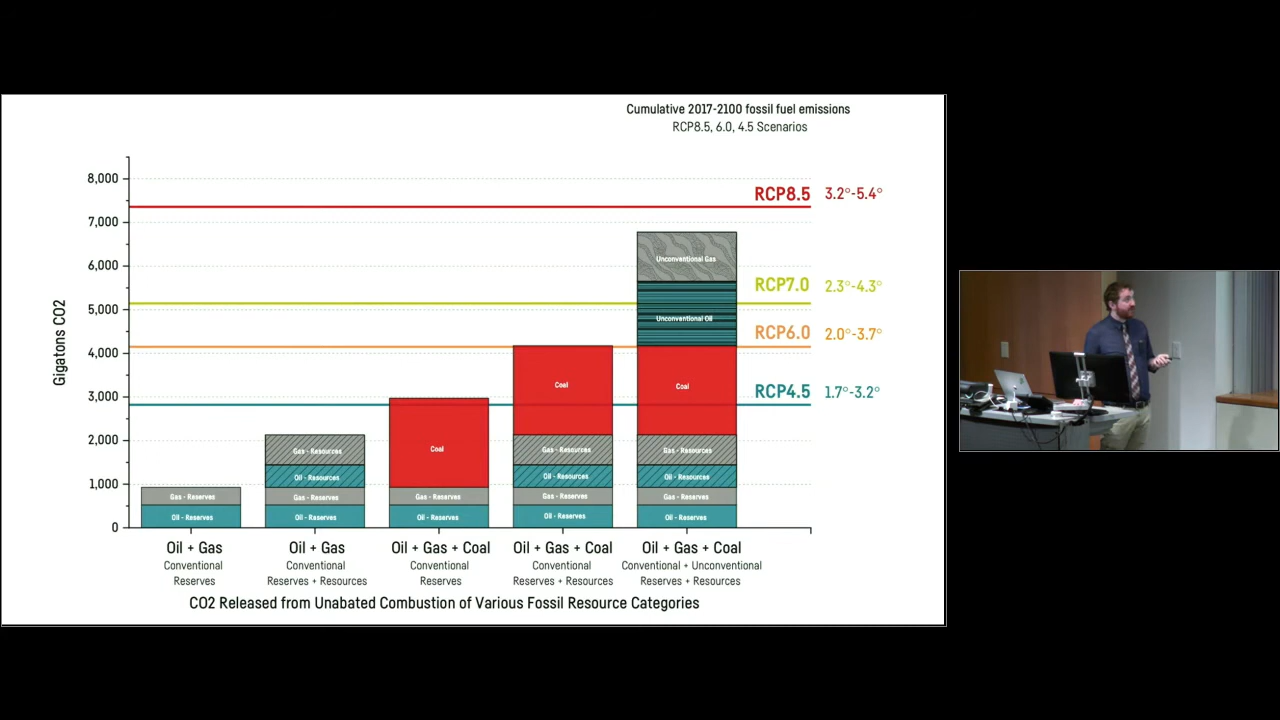 Cumulative 2017-2100 fossil fuel emissions
RCP8.5, 6.0, 4.5 Scenarios
8,000
7,000
6,000
5,000
4,000
3,000
2,000
1,000
0
Gigatons CO2
RCP8.5 3.2°-5.4°
RCP7.0 2.3°-4.3°
RCP6.0 2.0°-3.7°
RCP4.5 1.7°-3.2°
Gas - Reserves
Oil - Reserves
Gas - Resources
Oil - Resources
Gas - Reserves
Oil - Reserves
Coal
Gas - Reserves
Oil - Reserves
Coal
Gas - Resources
Oil - Resources
Gas - Reserves
Oil - Reserves
Unconventional Gas
Unconventional Oil
Coal
Gas - Resources
Oil - Resources
Gas - Reserves
Oil - Reserves
Oil + Gas
Conventional
Reserves
Oil + Gas
Conventional
Reserves + Resources
Oil + Gas + Coal
Conventional
Reserves
Oil + Gas + Coal
Conventional
Reserves + Resources
Oil + Gas + Coal
Conventional + Unconventional
Reserves + Resources
CO2 Released from Unabated Combustion of Various Fossil Resource Categories